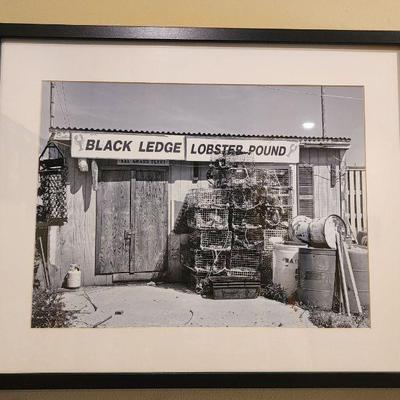 BLACK LEDGE LOBSTER POUND